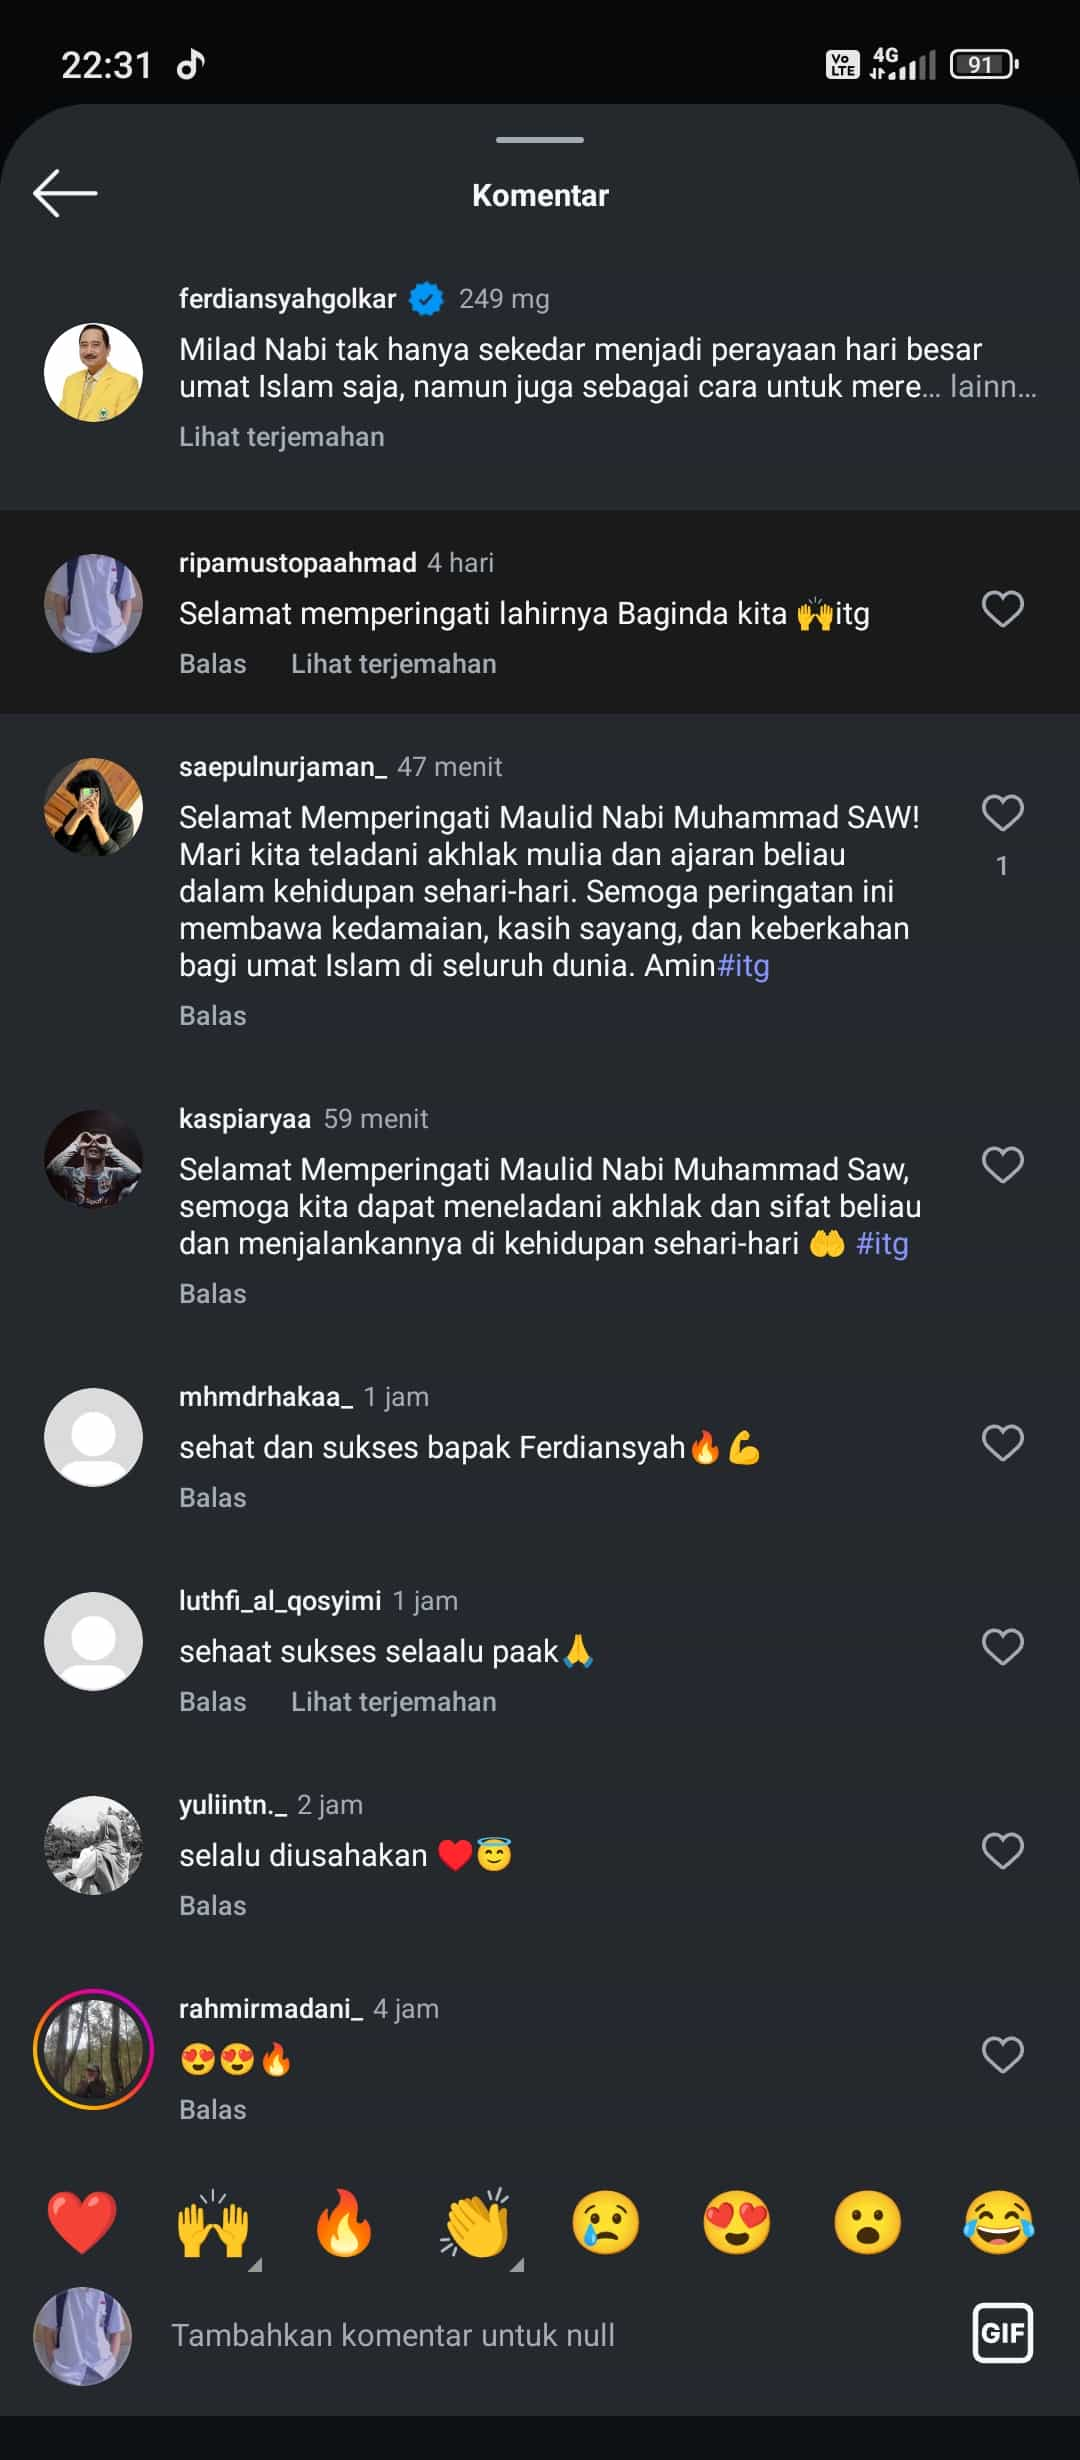 22:31
Vo LTE 4G 91
Komentar
ferdiansyahgolkar 249 mg
Milad Nabi tak hanya sekedar menjadi perayaan hari besar
umat Islam saja, namun juga sebagai cara untuk mere... lainn...
Lihat terjemahan
ripamustopaahmad 4 hari
Selamat memperingati lahirnya Baginda kita 🙌itg
Balas Lihat terjemahan
saepulnurjaman_ 47 menit
Selamat Memperingati Maulid Nabi Muhammad SAW!
Mari kita teladani akhlak mulia dan ajaran beliau
dalam kehidupan sehari-hari. Semoga peringatan ini
membawa kedamaian, kasih sayang, dan keberkahan
bagi umat Islam di seluruh dunia. Amin#itg
1
Balas
kaspiaryaa 59 menit
Selamat Memperingati Maulid Nabi Muhammad Saw,
semoga kita dapat meneladani akhlak dan sifat beliau
dan menjalankannya di kehidupan sehari-hari 🤲 #itg
Balas
mhmdrhakaa_ 1 jam
sehat dan sukses bapak Ferdiansyah🔥💪
Balas
luthfi_al_qosyimi 1 jam
sehaat sukses selaalu paak🙏
Balas Lihat terjemahan
yuliintn._ 2 jam
selalu diusahakan ❤️😇
Balas
rahmirmadani_ 4 jam
😍😍🔥
Balas
Tambahkan komentar untuk null
GIF